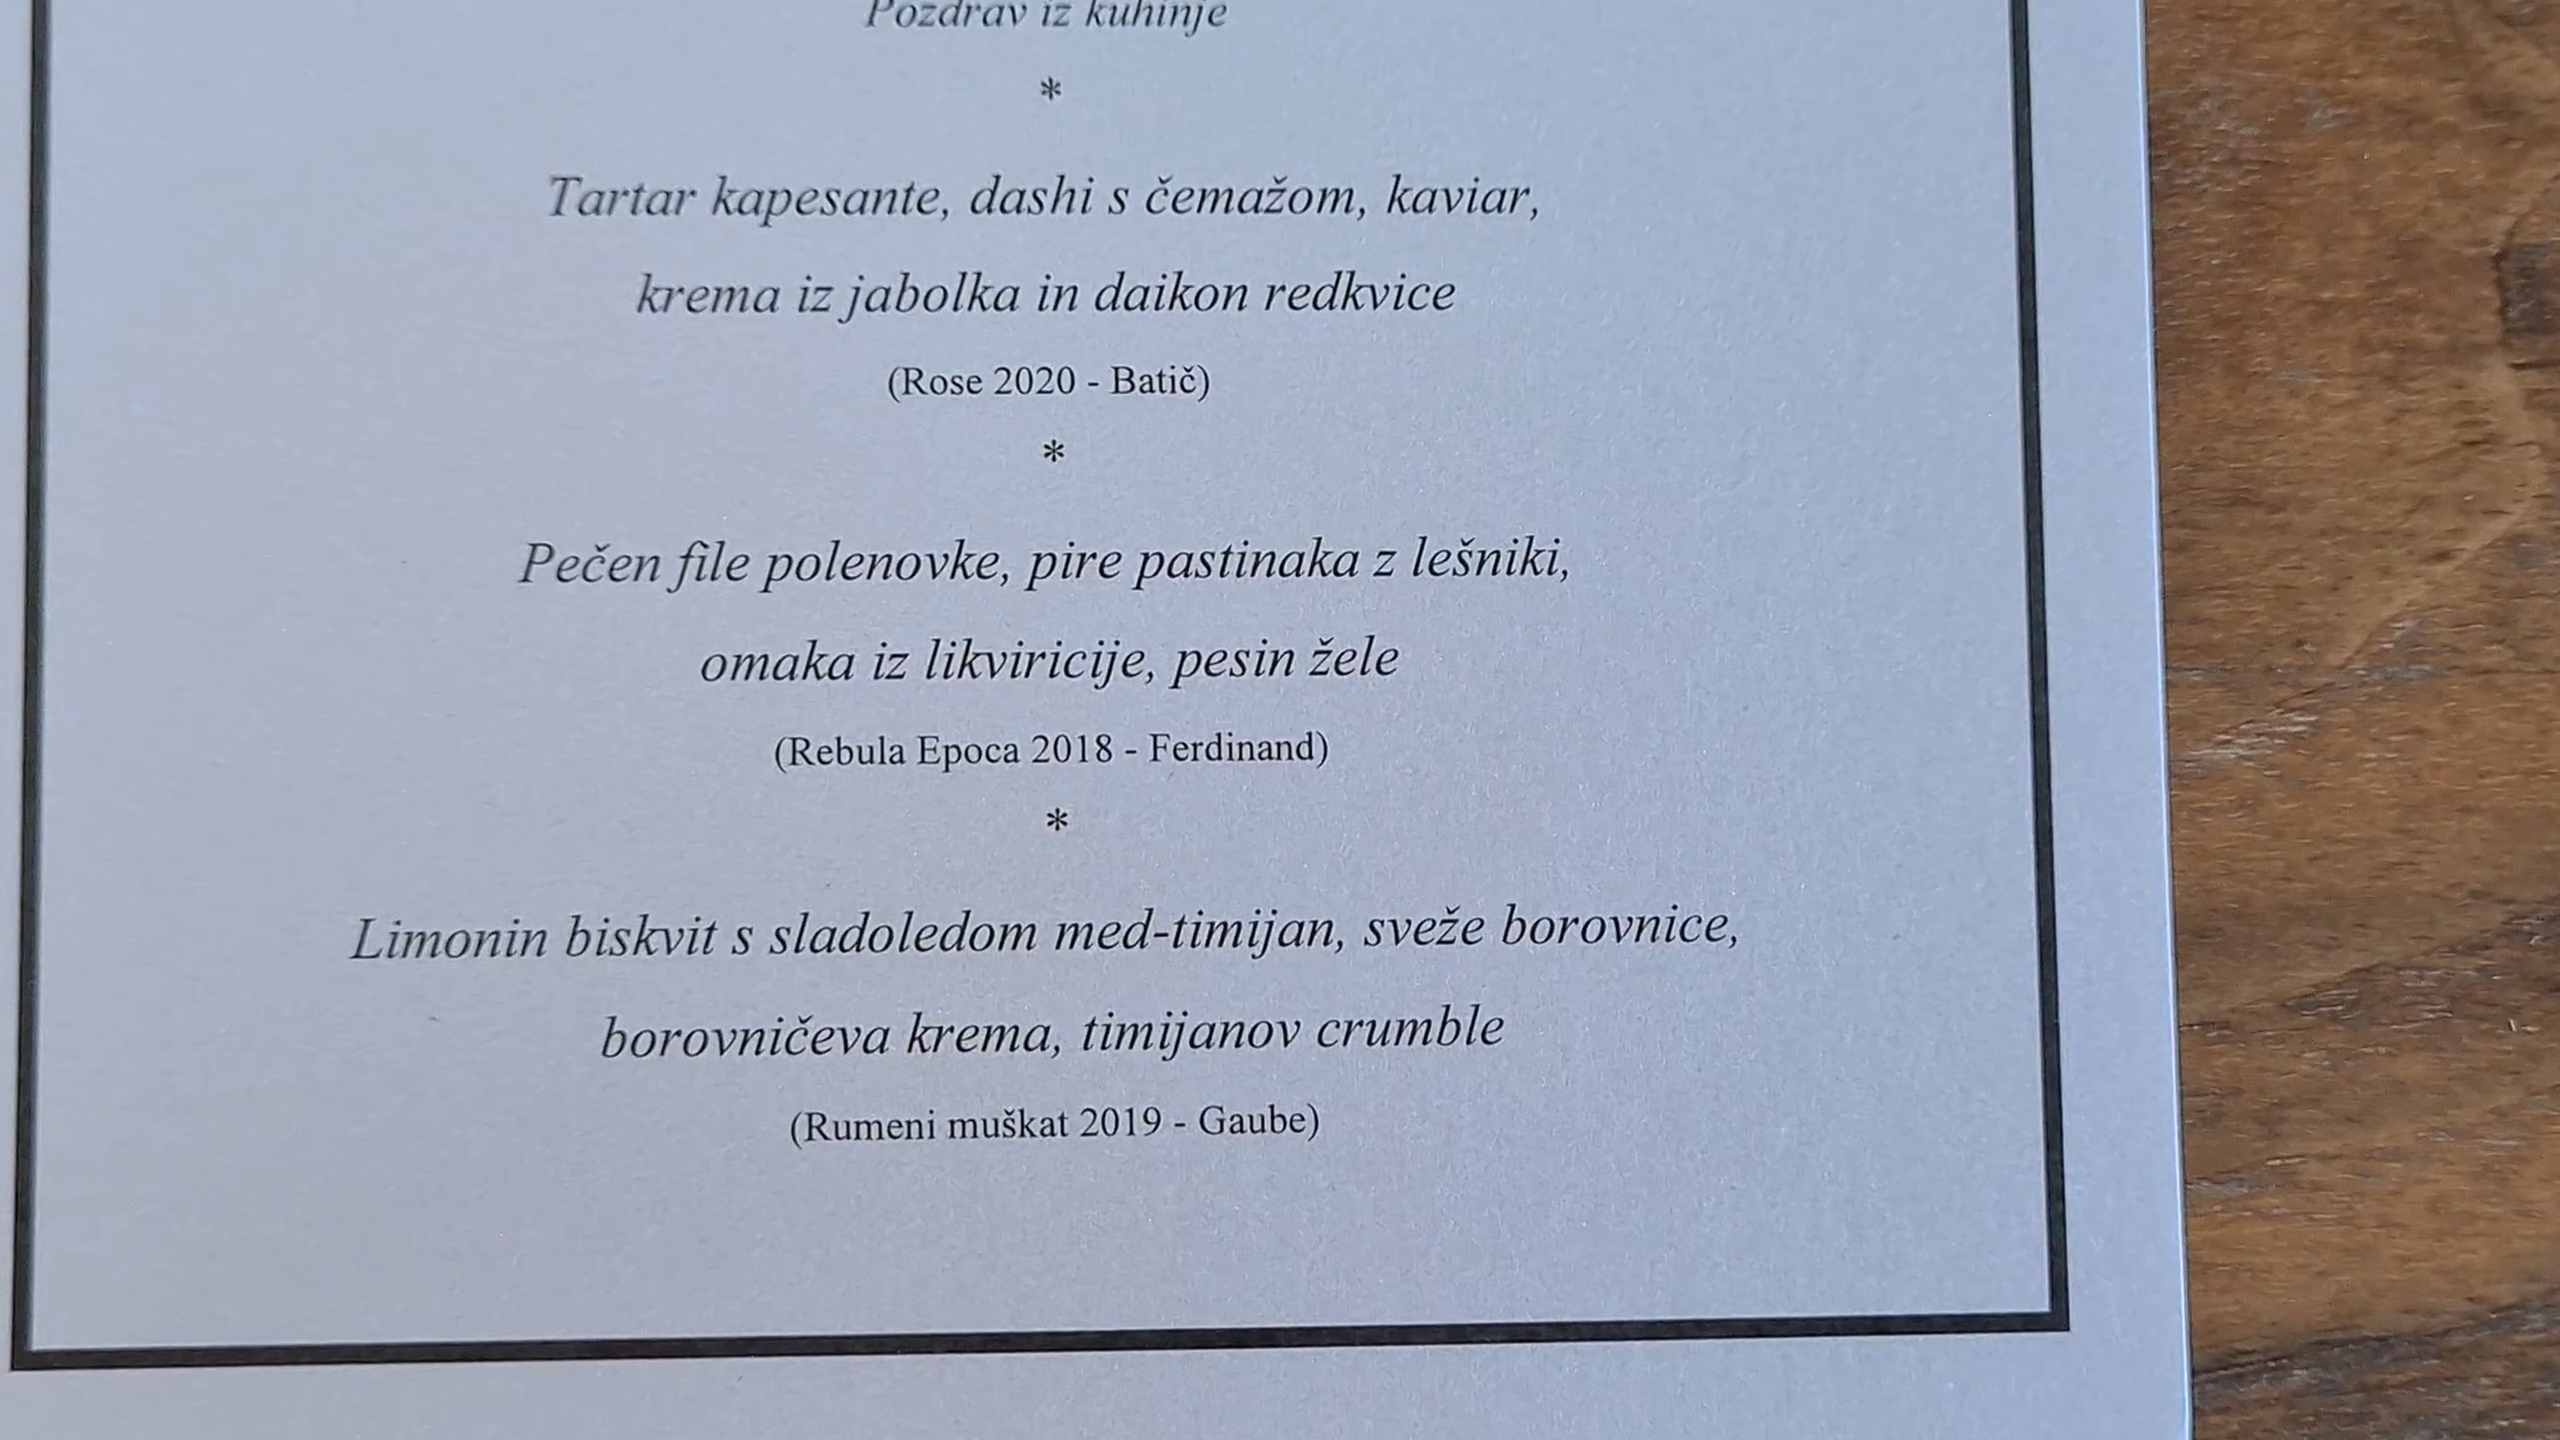 Pozdrav iz kuhinje
*
Tartar kapesante, dashi s čemažom, kaviar,
krema iz jabolka in daikon redkvice
(Rose 2020 - Batič)
*
Pečen file polenovke, pire pastinaka z lešniki,
omaka iz likviricije, pesin žele
(Rebula Epoca 2018 - Ferdinand)
*
Limonin biskvit s sladoledom med-timijan, sveže borovnice,
borovničeva krema, timijanov crumble
(Rumeni muškat 2019 - Gaube)